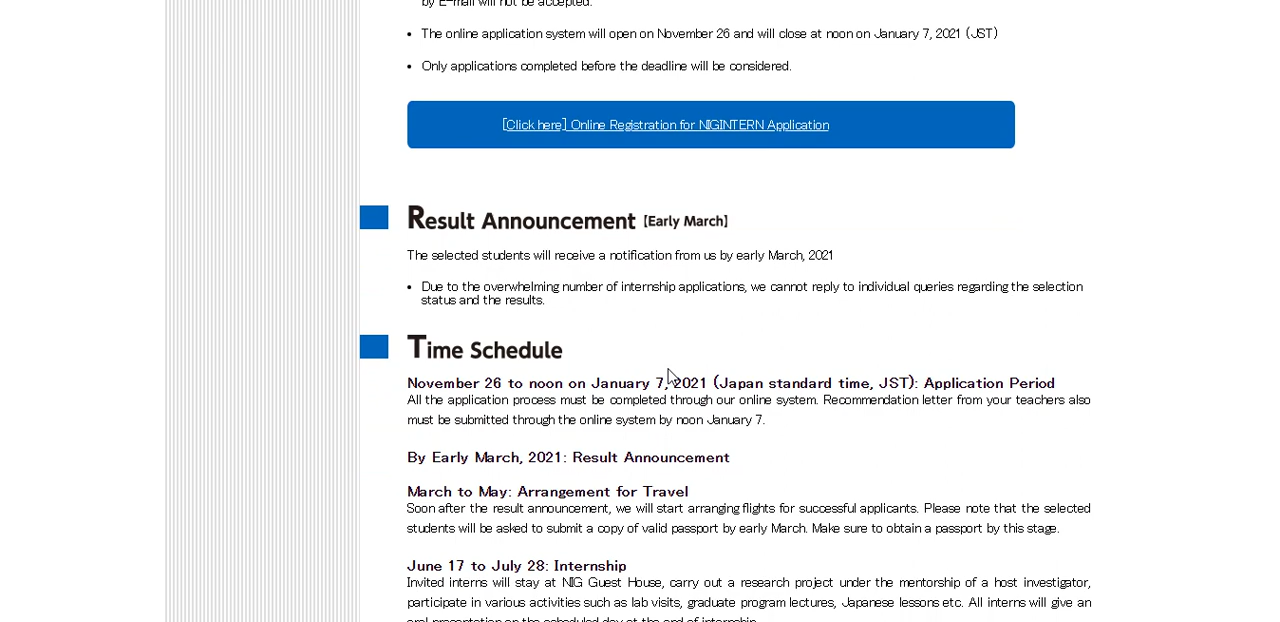 by E-mail will not be accepted.
• The online application system will open on November 26 and will close at noon on January 7, 2021 (JST)
• Only applications completed before the deadline will be considered.
[Click here] Online Registration for NIGINTERN Application
Result Announcement [Early March]
The selected students will receive a notification from us by early March, 2021
• Due to the overwhelming number of internship applications, we cannot reply to individual queries regarding the selection
status and the results.
Time Schedule
November 26 to noon on January 7, 2021 (Japan standard time, JST): Application Period
All the application process must be completed through our online system. Recommendation letter from your teachers also
must be submitted through the online system by noon January 7.
By Early March, 2021: Result Announcement
March to May: Arrangement for Travel
Soon after the result announcement, we will start arranging flights for successful applicants. Please note that the selected
students will be asked to submit a copy of valid passport by early March. Make sure to obtain a passport by this stage.
June 17 to July 28: Internship
Invited interns will stay at NIG Guest House, carry out a research project under the mentorship of a host investigator,
participate in various activities such as lab visits, graduate program lectures, Japanese lessons etc. All interns will give an
oral presentation on the scheduled day at the end of internship.